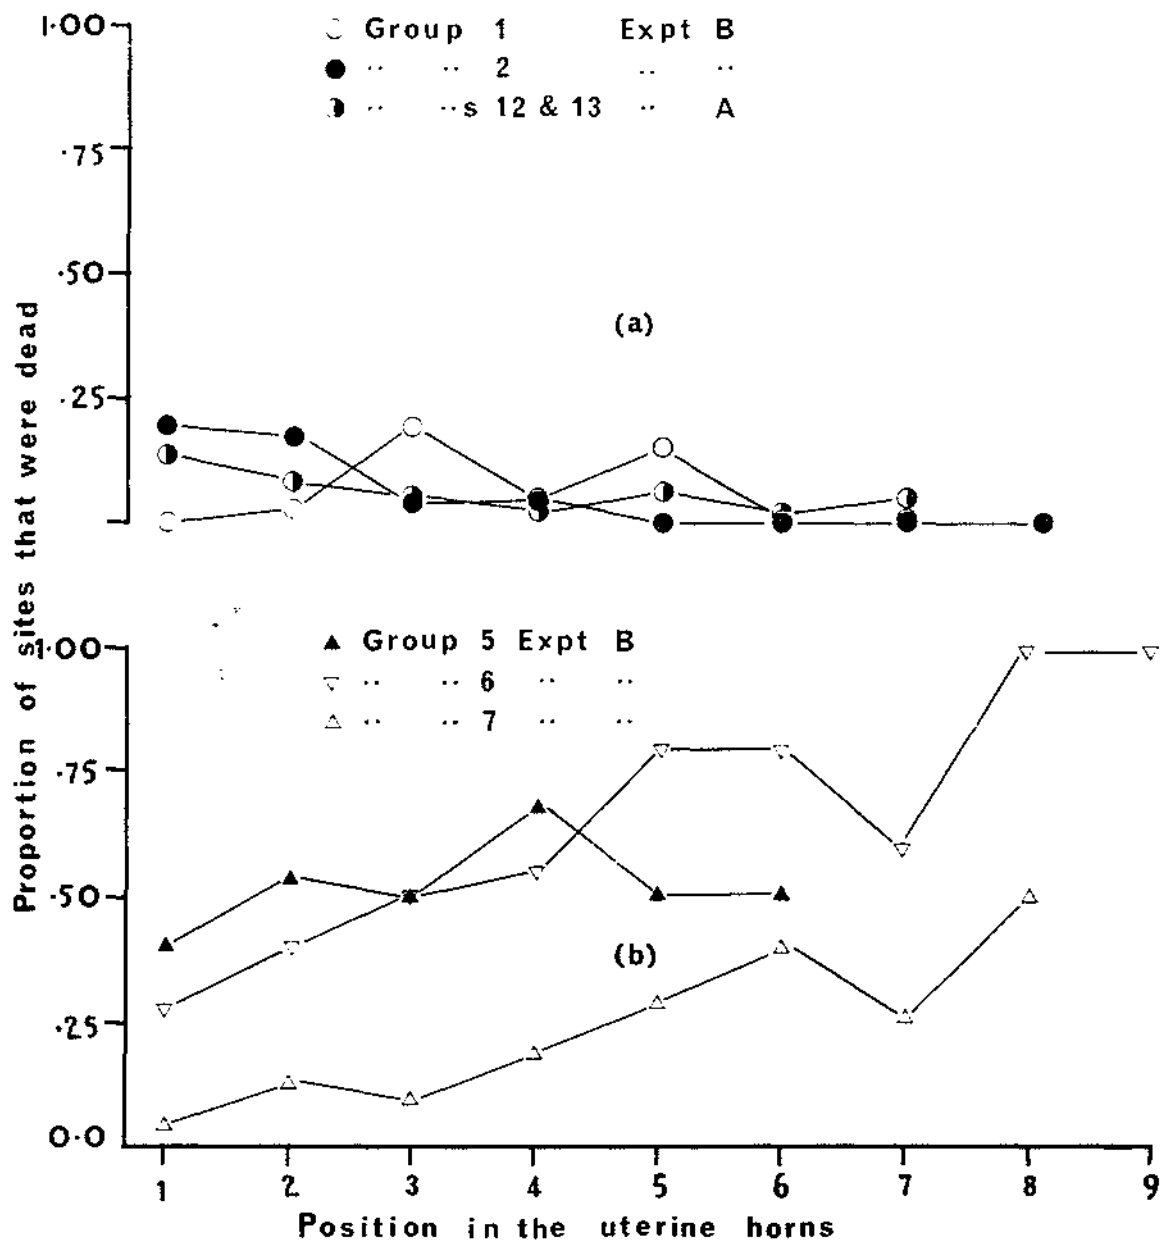 Proportion of sites that were dead
1·00
·75
·50
·25
Group 1 Expt B
·· ·· 2 ·· ··
·· ··s 12 & 13 ·· A
(a)
1·00
·75
·50
·25
0·0
Group 5 Expt B
·· ·· 6 ·· ··
·· ·· 7 ·· ··
(b)
1 2 3 4 5 6 7 8 9
Position in the uterine horns